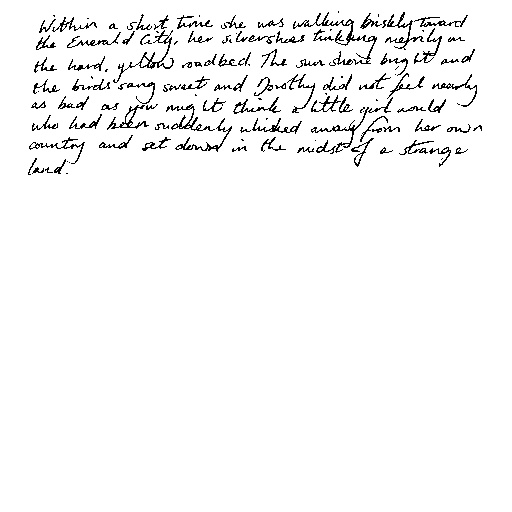 Within a short time she was walking briskly toward
the Emerald City, her silver shoes tinkling merrily on
the hard, yellow roadbed. The sun shone bright and
the birds sang sweet and Dorothy did not feel nearly
as bad as you might think a little girl would
who had been suddenly whisked away from her own
country and set down in the midst of a strange
land.